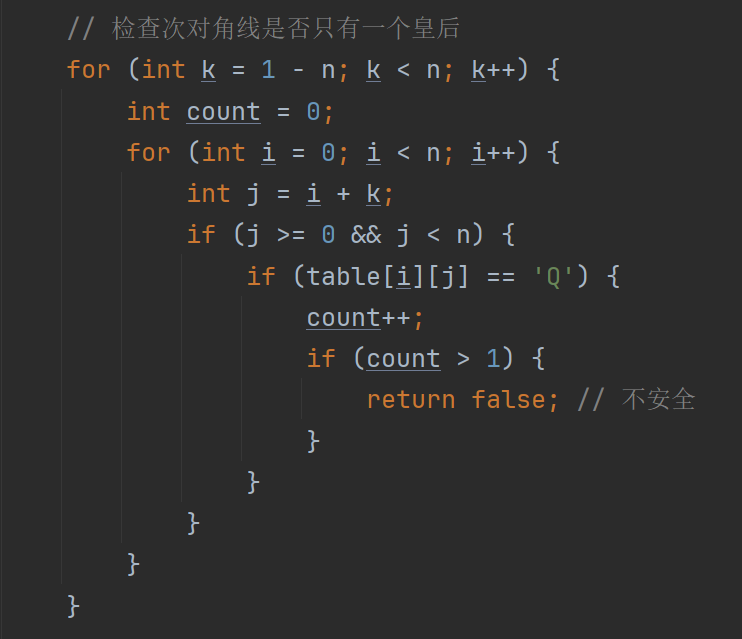 // 检查次对角线是否只有一个皇后
for (int k = 1 - n; k < n; k++) {
int count = 0;
for (int i = 0; i < n; i++) {
int j = i + k;
if (j >= 0 && j < n) {
if (table[i][j] == 'Q') {
count++;
if (count > 1) {
return false; // 不安全
}
}
}
}
}